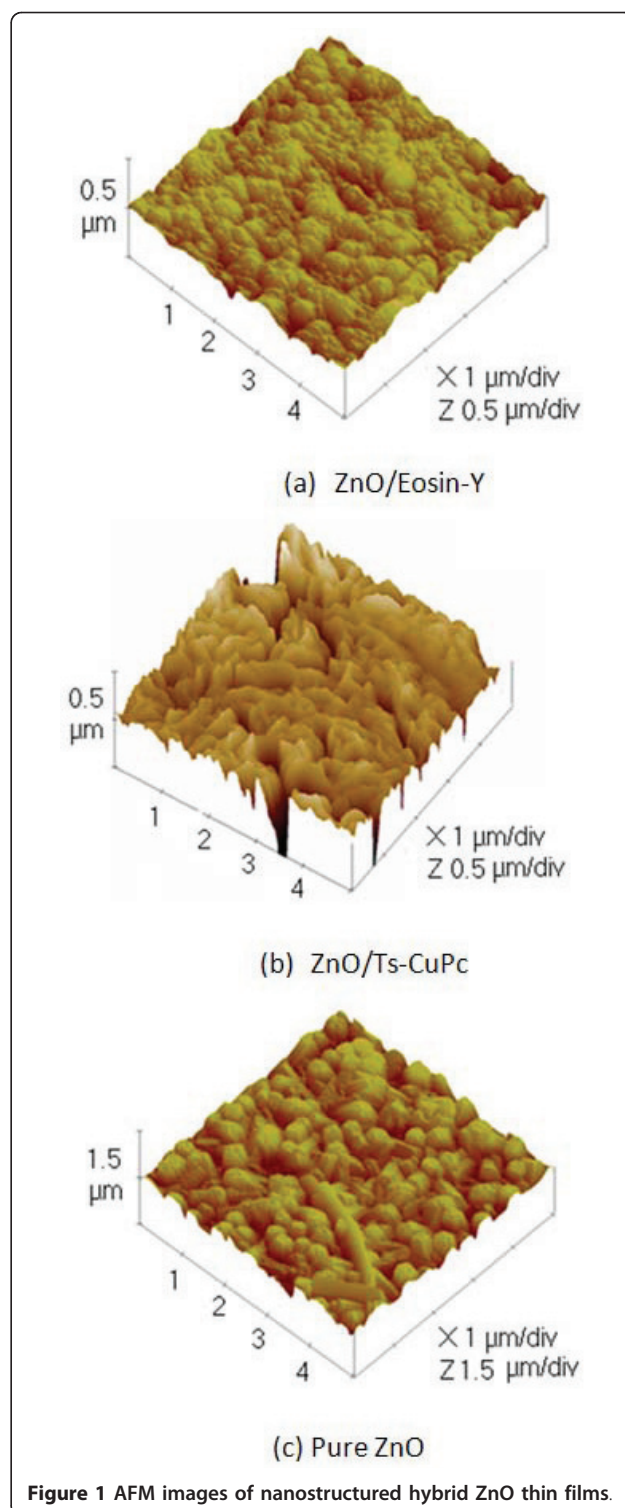 0.5
μm
1
2
3
4
X 1 μm/div
Z 0.5 μm/div
(a) ZnO/Eosin-Y
0.5
μm
1
2
3
4
X 1 μm/div
Z 0.5 μm/div
(b) ZnO/Ts-CuPc
1.5
μm
1
2
3
4
X 1 μm/div
Z 1.5 μm/div
(c) Pure ZnO
Figure 1 AFM images of nanostructured hybrid ZnO thin films.